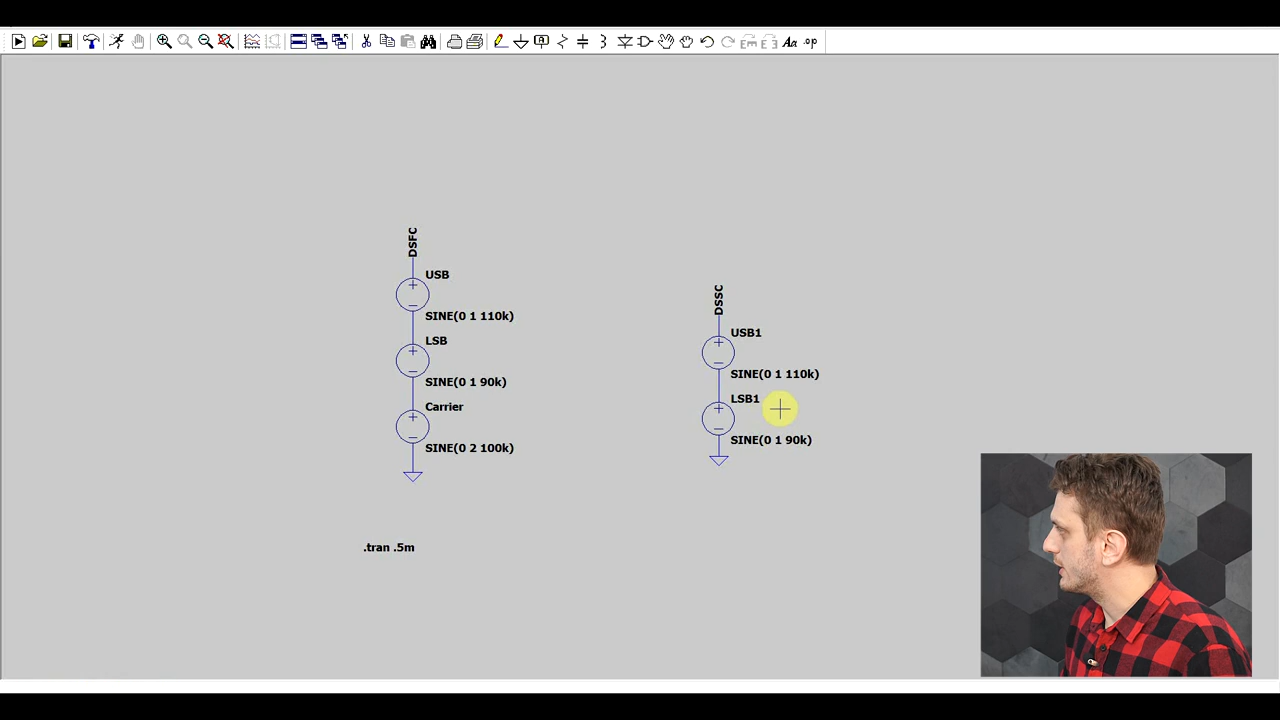 DSFC
USB
SINE(0 1 110k)
LSB
SINE(0 1 90k)
Carrier
SINE(0 2 100k)
.tran .5m
DSSC
USB1
SINE(0 1 110k)
LSB1
SINE(0 1 90k)